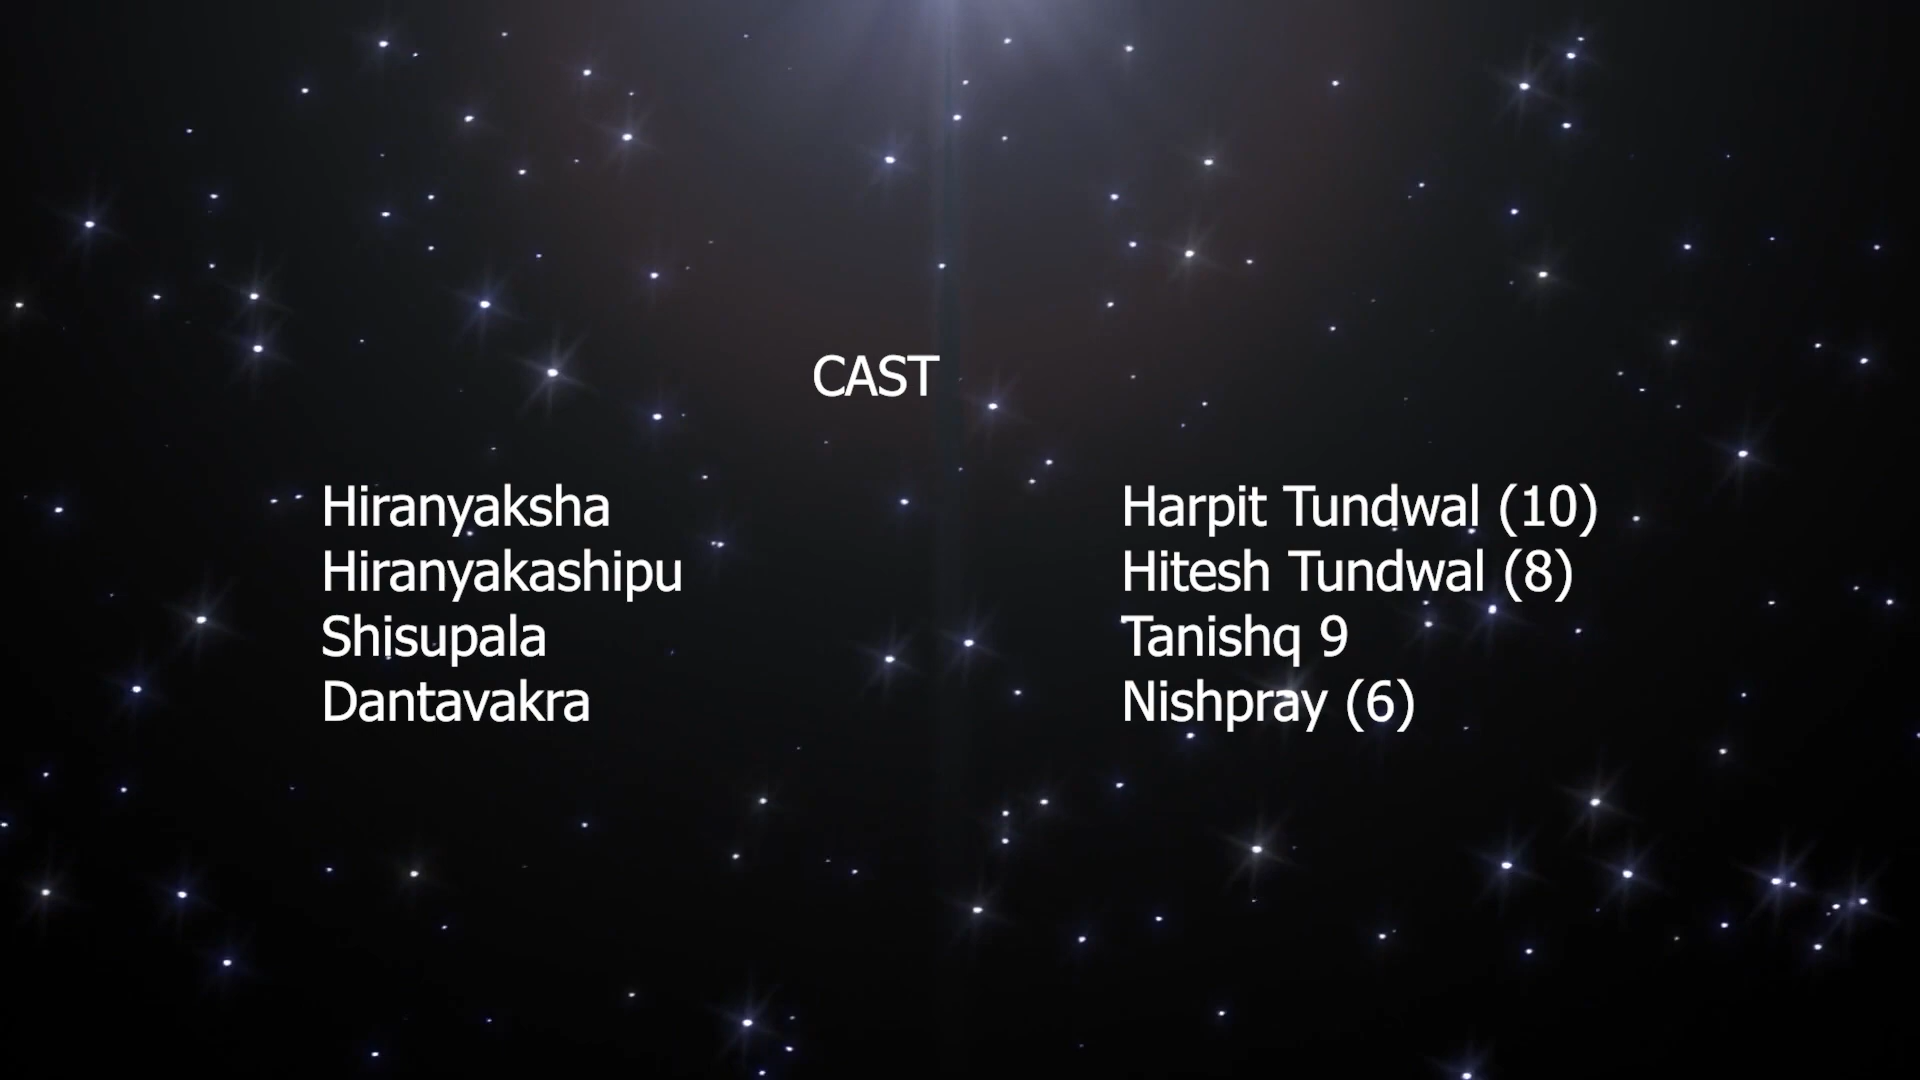 CAST
Hiranyaksha Harpit Tundwal (10)
Hiranyakashipu Hitesh Tundwal (8)
Shisupala Tanishq 9
Dantavakra Nishpray (6)